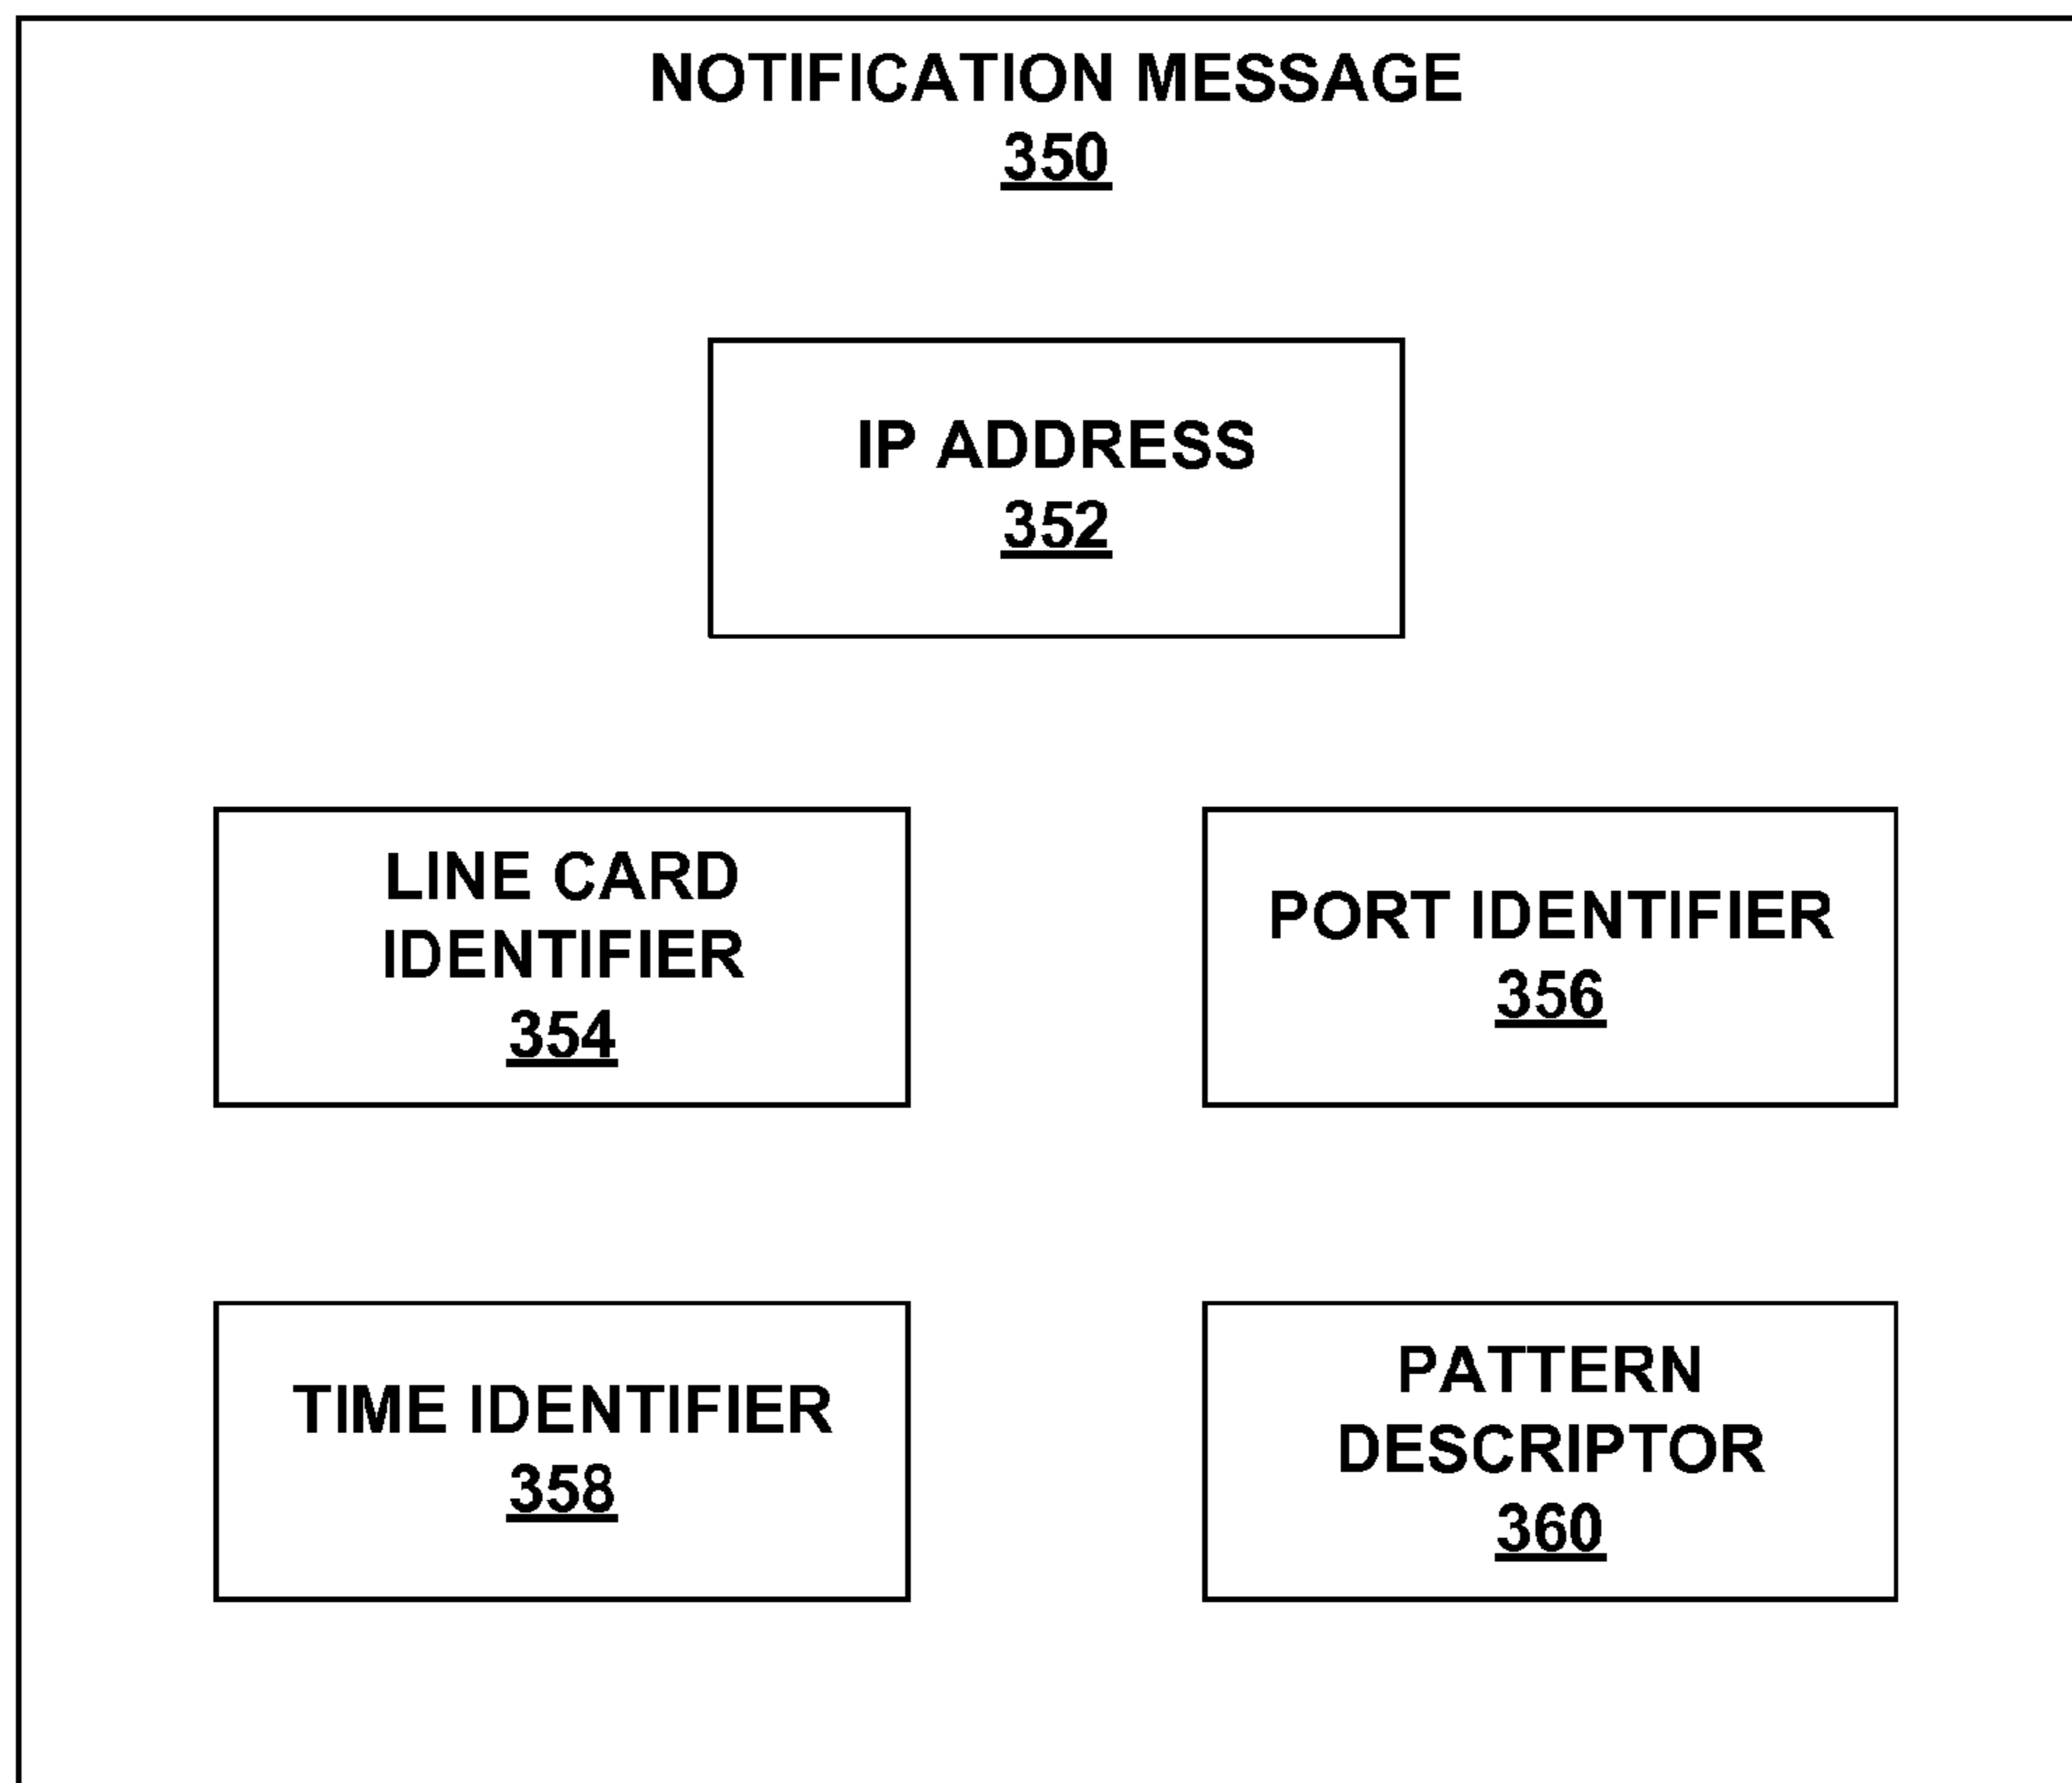 NOTIFICATION MESSAGE
350
IP ADDRESS
352
LINE CARD
IDENTIFIER
354
PORT IDENTIFIER
356
TIME IDENTIFIER
358
PATTERN
DESCRIPTOR
360